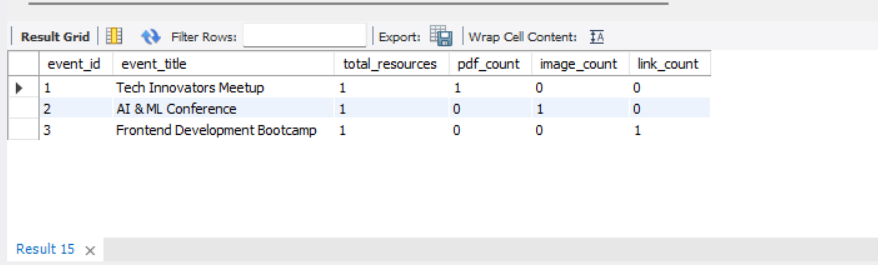 Result Grid Filter Rows: Export: Wrap Cell Content: IA
event_id event_title total_resources pdf_count image_count link_count
1 Tech Innovators Meetup 1 1 0 0
2 AI & ML Conference 1 0 1 0
3 Frontend Development Bootcamp 1 0 0 1
Result 15 ×